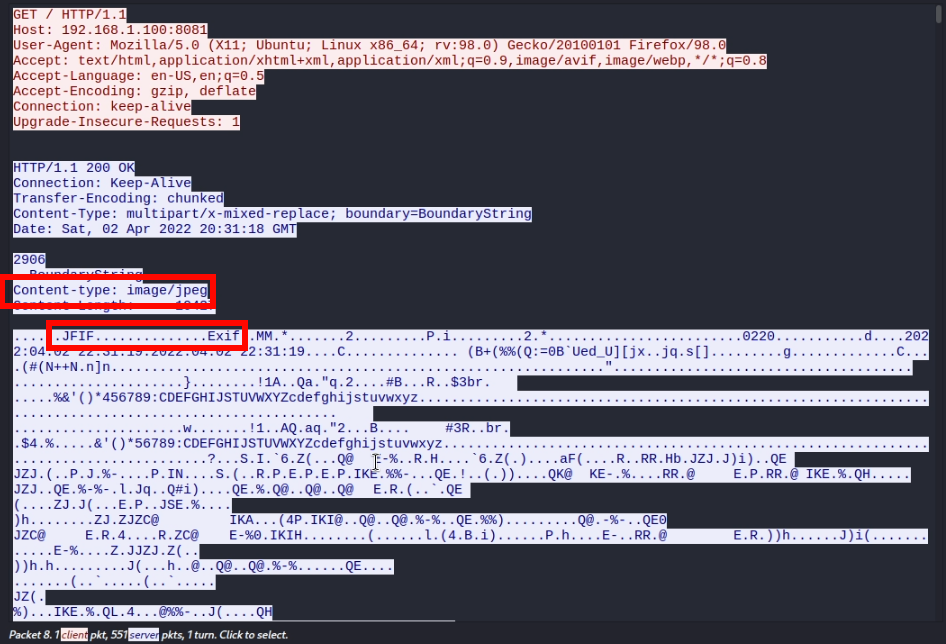 GET / HTTP/1.1
Host: 192.168.1.100:8081
User-Agent: Mozilla/5.0 (X11; Ubuntu; Linux x86_64; rv:98.0) Gecko/20100101 Firefox/98.0
Accept: text/html,application/xhtml+xml,application/xml;q=0.9,image/avif,image/webp,*/*;q=0.8
Accept-Language: en-US,en;q=0.5
Accept-Encoding: gzip, deflate
Connection: keep-alive
Upgrade-Insecure-Requests: 1
HTTP/1.1 200 OK
Connection: Keep-Alive
Transfer-Encoding: chunked
Content-Type: multipart/x-mixed-replace; boundary=BoundaryString
Date: Sat, 02 Apr 2022 20:31:18 GMT
2906
BoundaryString
Content-type: image/jpeg
Content-Length:
......JFIF..............Exif..MM.*.......2.........P.i.........2.*                        0220...........d....202
2:04:02 22:31:19.2022:04:02 22:31:19....C............... (B+(%%(Q:=0B`Ued_U][jx..jq.s[].........g.............C...
.(#(N++N.n]n
.....................}........!1A..Qa."q.2....#B...R..$3br.
.....%&'()*456789:CDEFGHIJSTUVWXYZcdefghijstuvwxyz
.....................w.......!1..AQ.aq."2...B....    #3R..br.
.$4.%.....&'()*56789:CDEFGHIJSTUVWXYZcdefghijstuvwxyz
........................?...S.I.`6.Z(...Q@  E-%..R.H....`6.Z(.)....aF(....R..RR.Hb.JZJ.J)i)..QE
JZJ.(..P.J.%-....P.IN....S.(..R.P.E.P.E.P.IKE.%%-...QE.!..(.))....QK@  KE-.%....RR.@     E.P.RR.@ IKE.%.QH.....
JZJ..QE.%-%-.l.Jq..Q#i)....QE.%.Q@..Q@..Q@  E.R.(..`.QE
(....ZJ.J(...E.P..JSE.%....
)h........ZJ.ZJZC@         IKA...(4P.IKI@..Q@..Q@.%-%..QE.%%).........Q@.-%-..QE0
JZC@     E.R.4....R.ZC@    E-%0.IKIH........(......l.(4.B.i)......P.h....E-..RR.@        E.R.))h......J)i(.......
.....E-%....Z.JJZJ.Z(..
))h.h.........J(...h..@..Q@..Q@.%-%......QE....
.......(..`.....(..`.....
JZ(.
%)...IKE.%.QL.4...@%%-..J(....QH
Packet 8. 1 client pkt, 551 server pkts, 1 turn. Click to select.